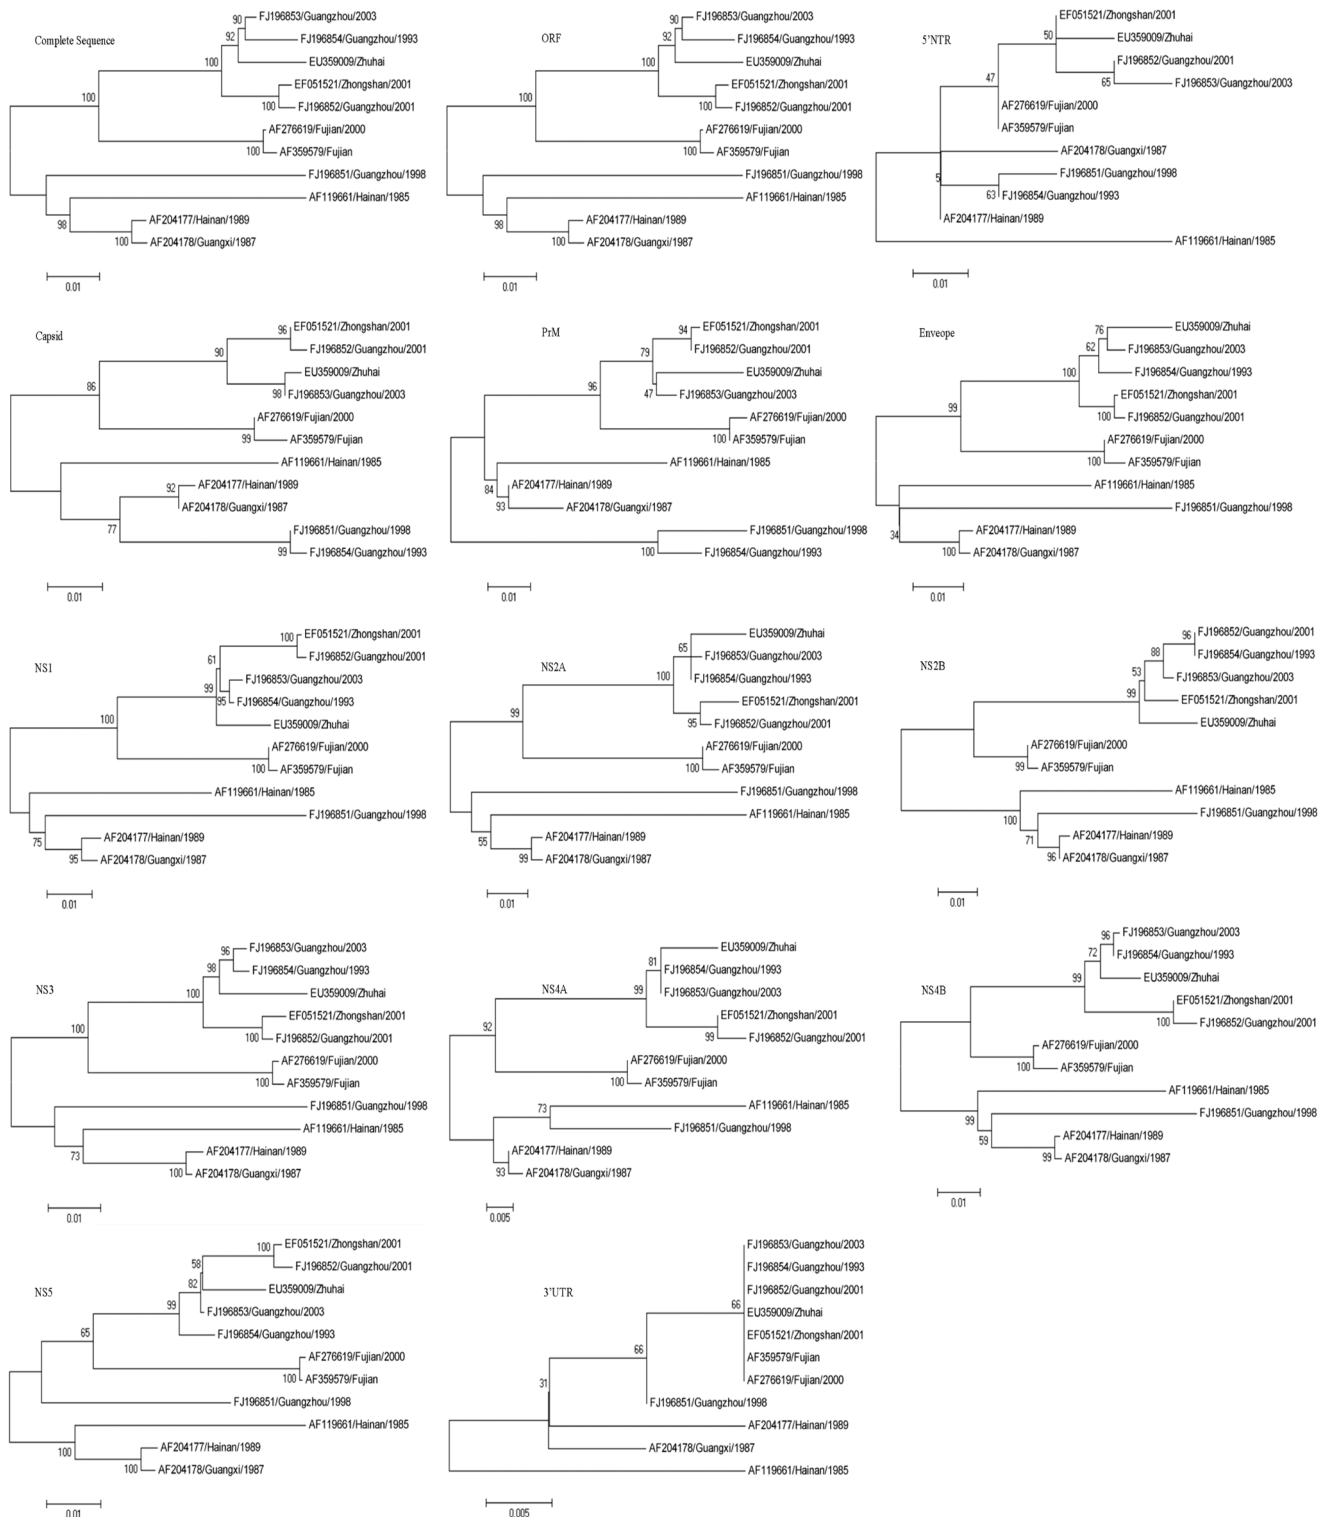 Complete Sequence
90
FJ196853/Guangzhou/2003
92
FJ196854/Guangzhou/1993
100
EU359009/Zhuhai
EF051521/Zhongshan/2001
100
100
FJ196852/Guangzhou/2001
AF276619/Fujian/2000
100
AF359579/Fujian
FJ196851/Guangzhou/1998
AF119661/Hainan/1985
98
AF204177/Hainan/1989
100
AF204178/Guangxi/1987
0.01
ORF
90
FJ196853/Guangzhou/2003
92
FJ196854/Guangzhou/1993
100
EU359009/Zhuhai
EF051521/Zhongshan/2001
100
100
FJ196852/Guangzhou/2001
AF276619/Fujian/2000
100
AF359579/Fujian
FJ196851/Guangzhou/1998
AF119661/Hainan/1985
98
AF204177/Hainan/1989
100
AF204178/Guangxi/1987
0.01
5'NTR
EF051521/Zhongshan/2001
50
EU359009/Zhuhai
FJ196852/Guangzhou/2001
47
65
FJ196853/Guangzhou/2003
AF276619/Fujian/2000
AF359579/Fujian
AF204178/Guangxi/1987
5
FJ196851/Guangzhou/1998
63
FJ196854/Guangzhou/1993
AF204177/Hainan/1989
AF119661/Hainan/1985
0.01
Capsid
96
EF051521/Zhongshan/2001
90
FJ196852/Guangzhou/2001
EU359009/Zhuhai
86
98
FJ196853/Guangzhou/2003
AF276619/Fujian/2000
99
AF359579/Fujian
AF119661/Hainan/1985
92
AF204177/Hainan/1989
AF204178/Guangxi/1987
77
FJ196851/Guangzhou/1998
99
FJ196854/Guangzhou/1993
0.01
PrM
94
EF051521/Zhongshan/2001
79
FJ196852/Guangzhou/2001
EU359009/Zhuhai
96
47
FJ196853/Guangzhou/2003
AF276619/Fujian/2000
100
AF359579/Fujian
AF119661/Hainan/1985
84
AF204177/Hainan/1989
93
AF204178/Guangxi/1987
FJ196851/Guangzhou/1998
100
FJ196854/Guangzhou/1993
0.01
Enveope
76
EU359009/Zhuhai
62
FJ196853/Guangzhou/2003
100
FJ196854/Guangzhou/1993
EF051521/Zhongshan/2001
99
100
FJ196852/Guangzhou/2001
AF276619/Fujian/2000
100
AF359579/Fujian
AF119661/Hainan/1985
FJ196851/Guangzhou/1998
34
AF204177/Hainan/1989
100
AF204178/Guangxi/1987
0.01
NS1
100
EF051521/Zhongshan/2001
61
FJ196852/Guangzhou/2001
99
FJ196853/Guangzhou/2003
95
FJ196854/Guangzhou/1993
100
EU359009/Zhuhai
AF276619/Fujian/2000
100
AF359579/Fujian
AF119661/Hainan/1985
FJ196851/Guangzhou/1998
75
AF204177/Hainan/1989
95
AF204178/Guangxi/1987
0.01
NS2A
65
EU359009/Zhuhai
FJ196853/Guangzhou/2003
100
FJ196854/Guangzhou/1993
EF051521/Zhongshan/2001
99
95
FJ196852/Guangzhou/2001
AF276619/Fujian/2000
100
AF359579/Fujian
FJ196851/Guangzhou/1998
AF119661/Hainan/1985
55
AF204177/Hainan/1989
99
AF204178/Guangxi/1987
0.01
NS2B
96
FJ196852/Guangzhou/2001
88
FJ196854/Guangzhou/1993
53
FJ196853/Guangzhou/2003
99
EF051521/Zhongshan/2001
EU359009/Zhuhai
AF276619/Fujian/2000
99
AF359579/Fujian
AF119661/Hainan/1985
100
FJ196851/Guangzhou/1998
71
AF204177/Hainan/1989
96
AF204178/Guangxi/1987
0.01
NS3
96
FJ196853/Guangzhou/2003
98
FJ196854/Guangzhou/1993
100
EU359009/Zhuhai
EF051521/Zhongshan/2001
100
100
FJ196852/Guangzhou/2001
AF276619/Fujian/2000
100
AF359579/Fujian
FJ196851/Guangzhou/1998
AF119661/Hainan/1985
73
AF204177/Hainan/1989
100
AF204178/Guangxi/1987
0.01
NS4A
EU359009/Zhuhai
81
FJ196854/Guangzhou/1993
99
FJ196853/Guangzhou/2003
EF051521/Zhongshan/2001
92
99
FJ196852/Guangzhou/2001
AF276619/Fujian/2000
100
AF359579/Fujian
73
AF119661/Hainan/1985
FJ196851/Guangzhou/1998
AF204177/Hainan/1989
93
AF204178/Guangxi/1987
0.005
NS4B
96
FJ196853/Guangzhou/2003
72
FJ196854/Guangzhou/1993
99
EU359009/Zhuhai
EF051521/Zhongshan/2001
100
FJ196852/Guangzhou/2001
AF276619/Fujian/2000
100
AF359579/Fujian
AF119661/Hainan/1985
99
FJ196851/Guangzhou/1998
59
AF204177/Hainan/1989
99
AF204178/Guangxi/1987
0.01
NS5
100
EF051521/Zhongshan/2001
58
FJ196852/Guangzhou/2001
82
EU359009/Zhuhai
99
FJ196853/Guangzhou/2003
65
FJ196854/Guangzhou/1993
AF276619/Fujian/2000
100
AF359579/Fujian
FJ196851/Guangzhou/1998
AF119661/Hainan/1985
100
AF204177/Hainan/1989
100
AF204178/Guangxi/1987
0.01
3'UTR
FJ196853/Guangzhou/2003
FJ196854/Guangzhou/1993
FJ196852/Guangzhou/2001
66
EU359009/Zhuhai
EF051521/Zhongshan/2001
66
AF359579/Fujian
AF276619/Fujian/2000
31
FJ196851/Guangzhou/1998
AF204177/Hainan/1989
AF204178/Guangxi/1987
AF119661/Hainan/1985
0.005